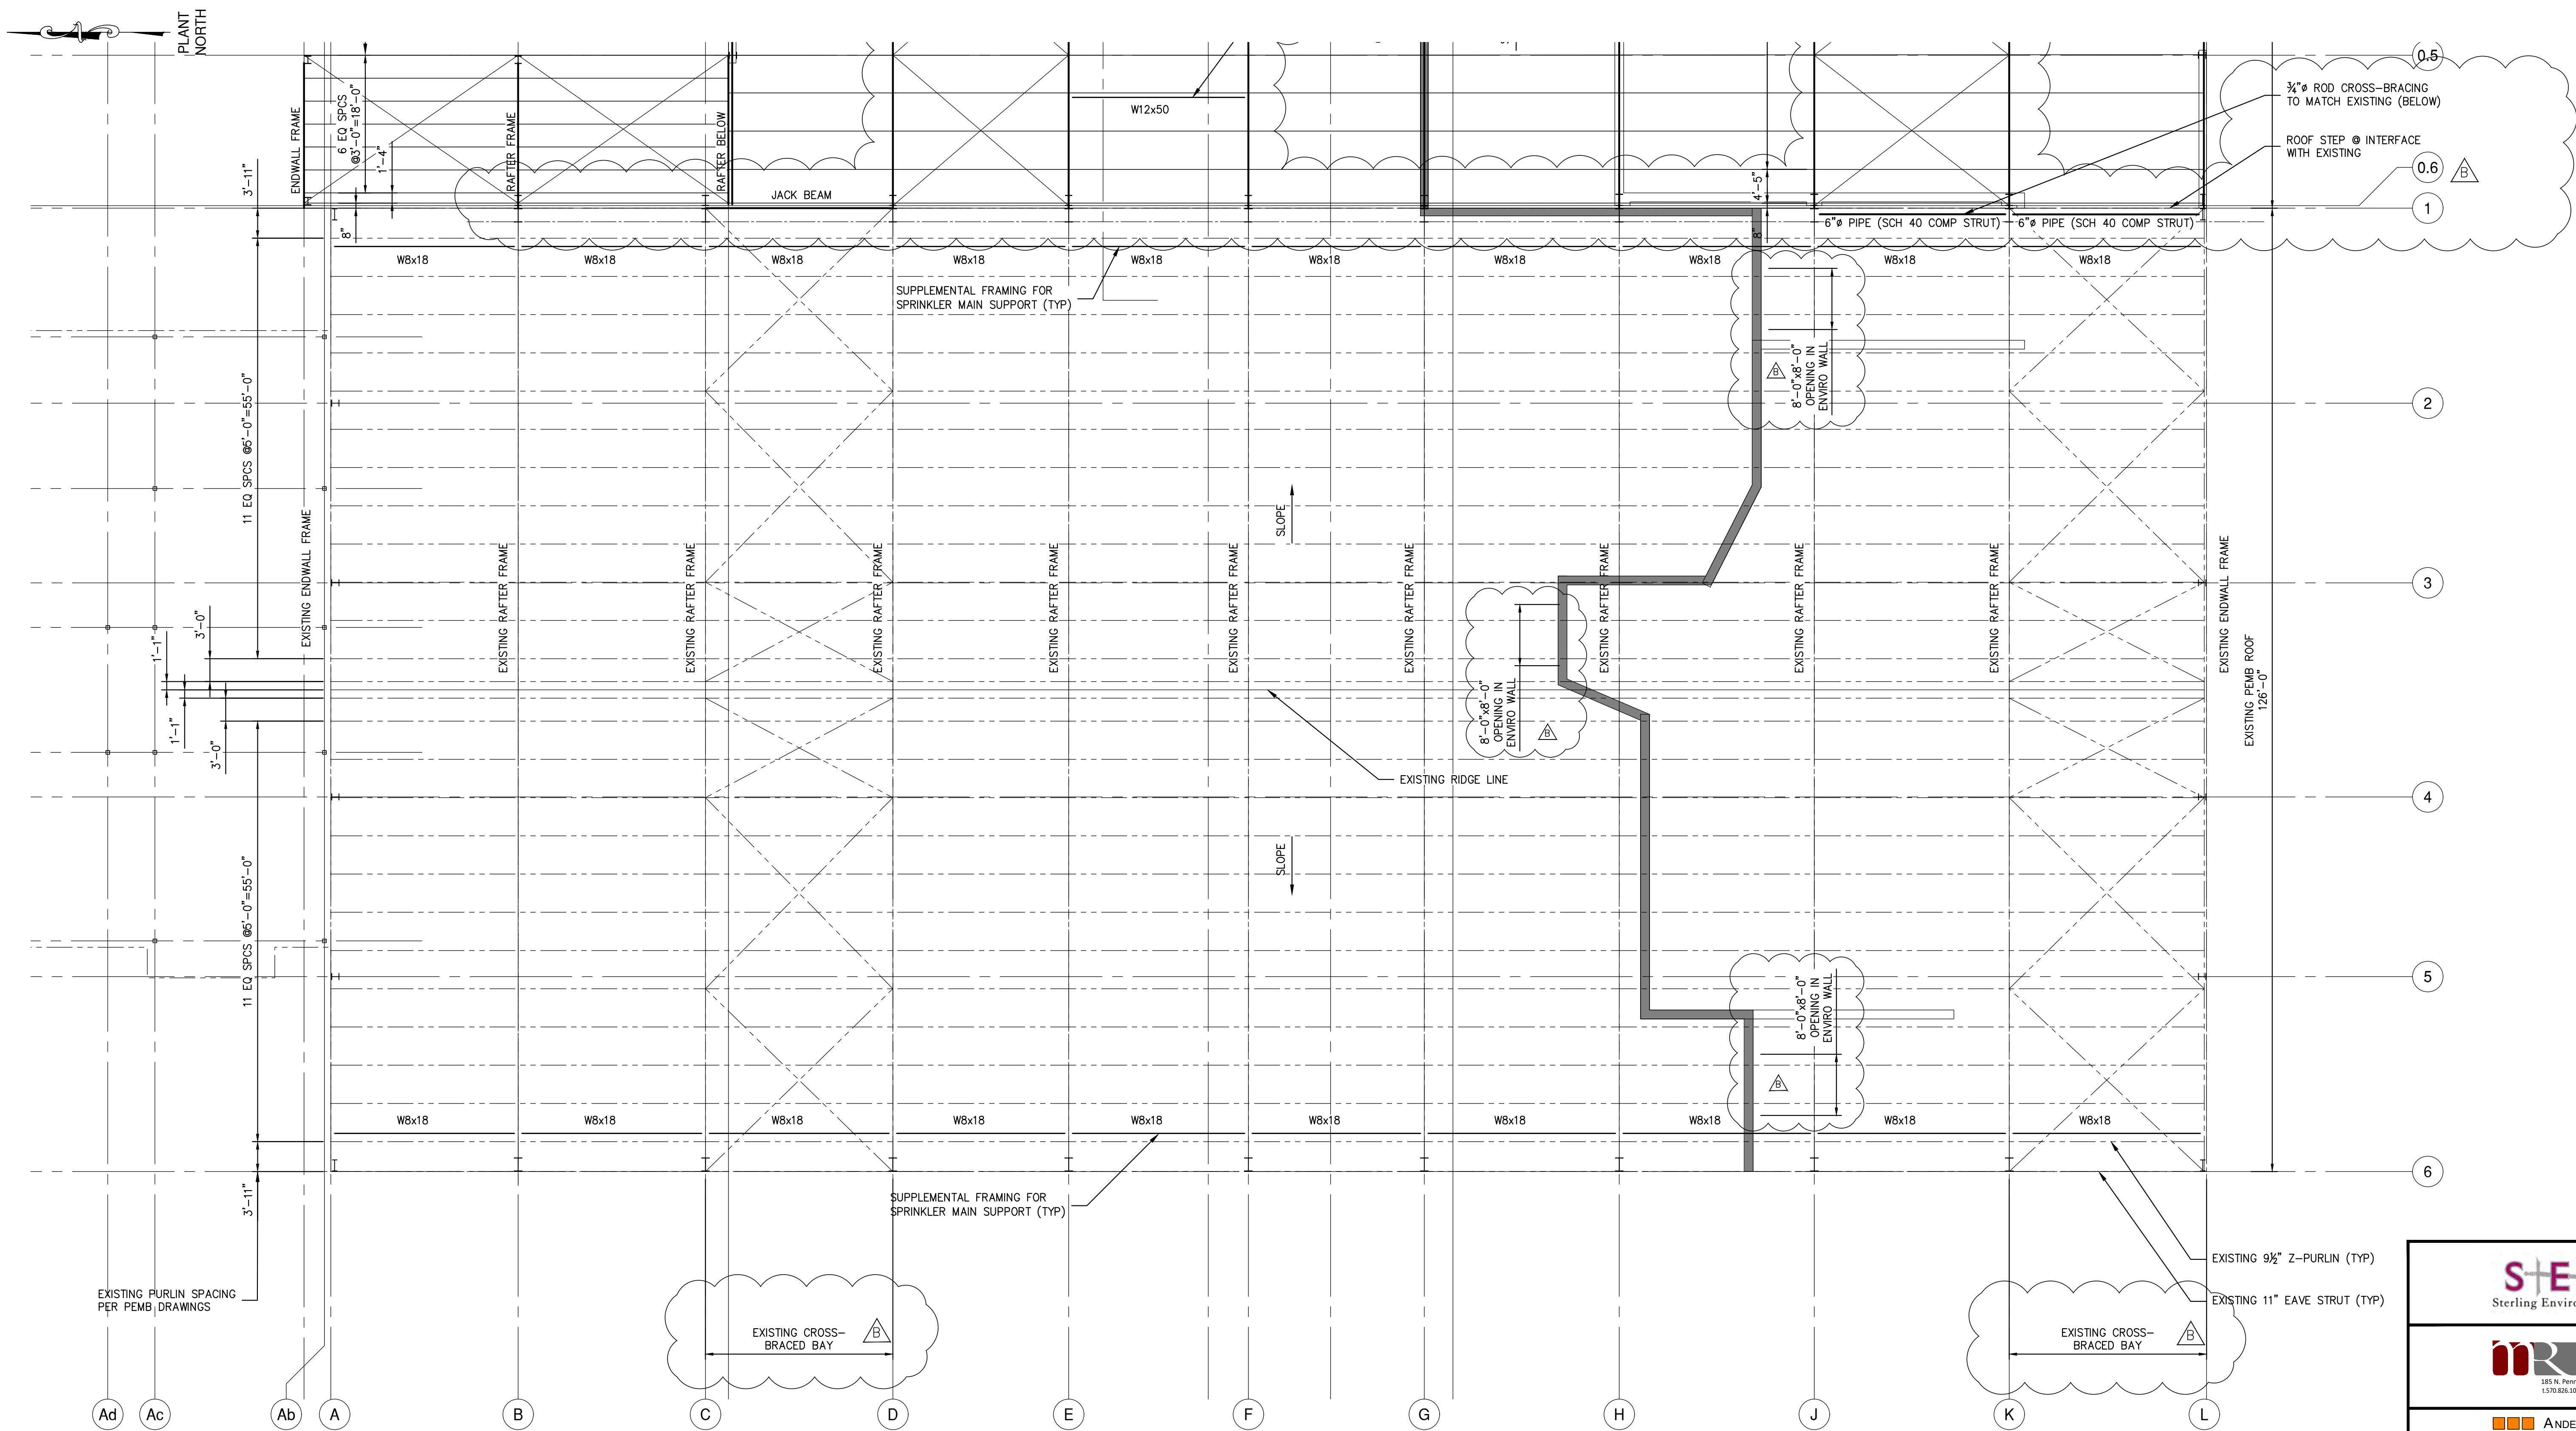 PLANT
NORTH
0.5
¾"ø ROD CROSS-BRACING
TO MATCH EXISTING (BELOW)
ROOF STEP @ INTERFACE
WITH EXISTING
0.6
B
1
ENDWALL FRAME
6 EQ SPCS
@3'-0"=18'-0"
1'-4"
3'-11"
8"
RAFTER FRAME
RAFTER BELOW
JACK BEAM
W12x50
4'-5"
8"
6"ø PIPE (SCH 40 COMP STRUT)
6"ø PIPE (SCH 40 COMP STRUT)
W8x18
W8x18
W8x18
W8x18
W8x18
W8x18
W8x18
W8x18
W8x18
W8x18
SUPPLEMENTAL FRAMING FOR
SPRINKLER MAIN SUPPORT (TYP)
8'-0"x8'-0"
OPENING IN
ENVIRO WALL
B
2
11 EQ SPCS @5'-0"=55'-0"
EXISTING ENDWALL FRAME
EXISTING RAFTER FRAME
EXISTING RAFTER FRAME
EXISTING RAFTER FRAME
EXISTING RAFTER FRAME
EXISTING RAFTER FRAME
EXISTING RAFTER FRAME
EXISTING RAFTER FRAME
EXISTING RAFTER FRAME
EXISTING RAFTER FRAME
EXISTING ENDWALL FRAME
SLOPE
3
3'-0"
1'-1"
1'-1"
3'-0"
8'-0"x8'-0"
OPENING IN
ENVIRO WALL
B
EXISTING PEMB ROOF
126'-0"
EXISTING RIDGE LINE
4
SLOPE
11 EQ SPCS @5'-0"=55'-0"
5
8'-0"x8'-0"
OPENING IN
ENVIRO WALL
B
W8x18
W8x18
W8x18
W8x18
W8x18
W8x18
W8x18
W8x18
W8x18
W8x18
6
3'-11"
SUPPLEMENTAL FRAMING FOR
SPRINKLER MAIN SUPPORT (TYP)
EXISTING 9½" Z-PURLIN (TYP)
EXISTING 11" EAVE STRUT (TYP)
EXISTING PURLIN SPACING
PER PEMB DRAWINGS
EXISTING CROSS-
BRACED BAY
B
EXISTING CROSS-
BRACED BAY
B
S E
Sterling Enviro
mR
185 N. Penn
t.570.826.10
ANDE
Ad
Ac
Ab
A
B
C
D
E
F
G
H
J
K
L